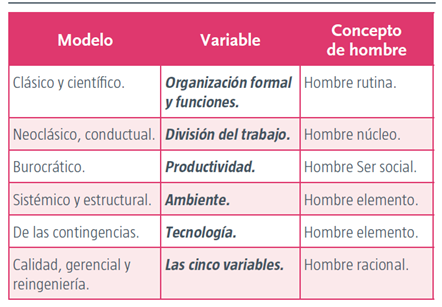 Modelo Variable Concepto
de hombre
Clásico y científico. Organización formal Hombre rutina.
y funciones.
Neoclásico, conductual. División del trabajo. Hombre núcleo.
Burocrático. Productividad. Hombre Ser social.
Sistémico y estructural. Ambiente. Hombre elemento.
De las contingencias. Tecnología. Hombre elemento.
Calidad, gerencial y Las cinco variables. Hombre racional.
reingeniería.